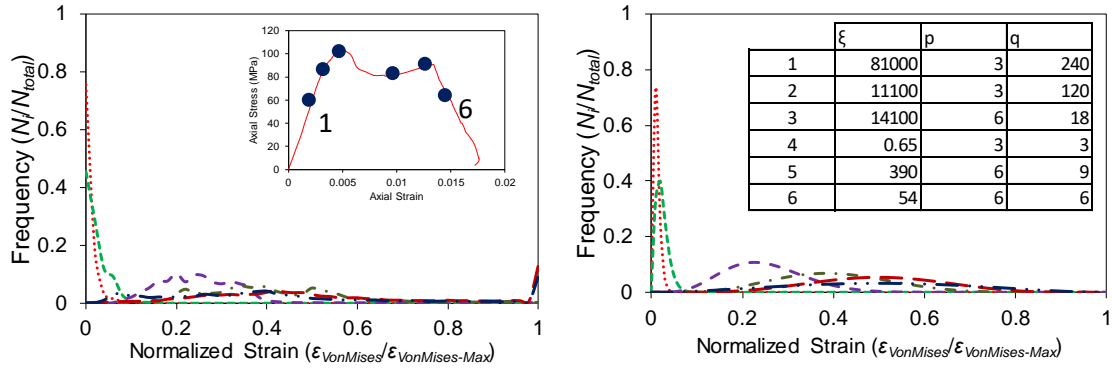 Frequency (Ni/Ntotal)
1
0.8
0.6
0.4
0.2
0
0 0.2 0.4 0.6 0.8 1
Normalized Strain (εVonMises/εVonMises-Max)
Axial Stress (MPa)
120
100
80
60
40
20
0
0 0.005 0.01 0.015 0.02
Axial Strain
1
6
Frequency (Ni/Ntotal)
1
0.8
0.6
0.4
0.2
0
0 0.2 0.4 0.6 0.8 1
Normalized Strain (εVonMises/εVonMises-Max)
ξ p q
1 81000 3 240
2 11100 3 120
3 14100 6 18
4 0.65 3 3
5 390 6 9
6 54 6 6